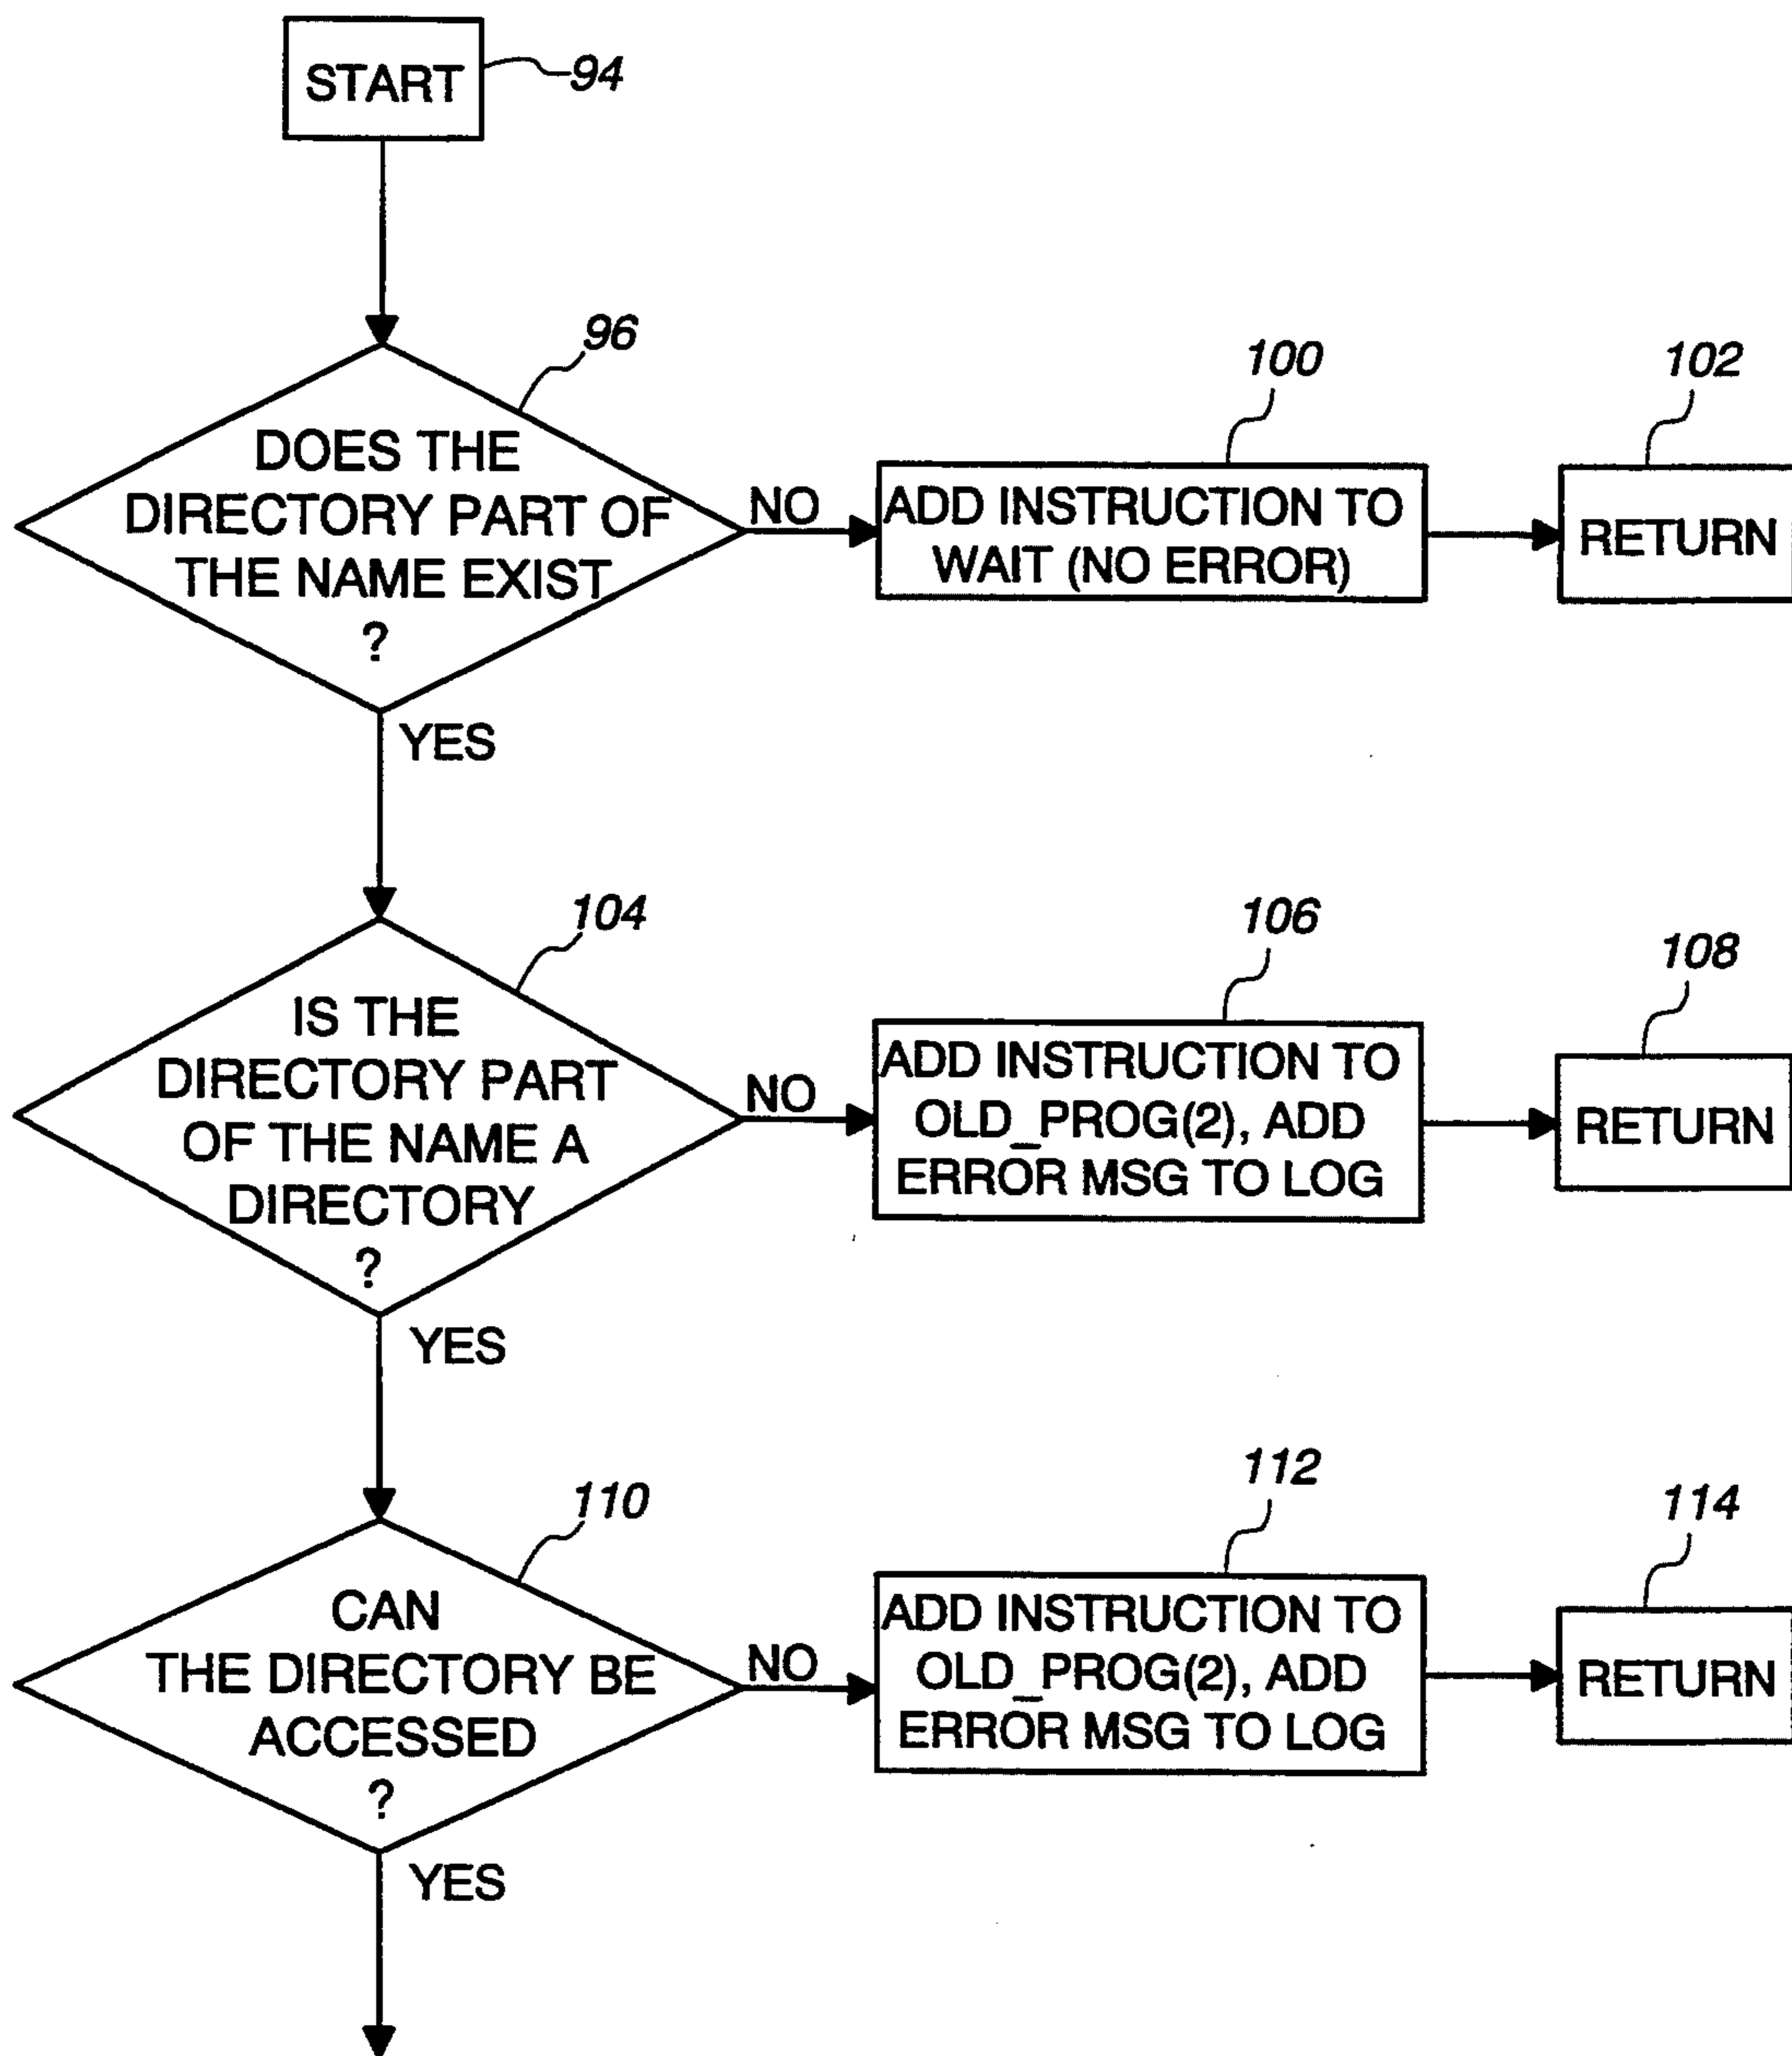 START
94
96
DOES THE
DIRECTORY PART OF
THE NAME EXIST
?
NO
100
ADD INSTRUCTION TO
WAIT (NO ERROR)
102
RETURN
YES
104
IS THE
DIRECTORY PART
OF THE NAME A
DIRECTORY
?
NO
106
ADD INSTRUCTION TO
OLD_PROG(2), ADD
ERROR MSG TO LOG
108
RETURN
YES
110
CAN
THE DIRECTORY BE
ACCESSED
?
NO
112
ADD INSTRUCTION TO
OLD_PROG(2), ADD
ERROR MSG TO LOG
114
RETURN
YES